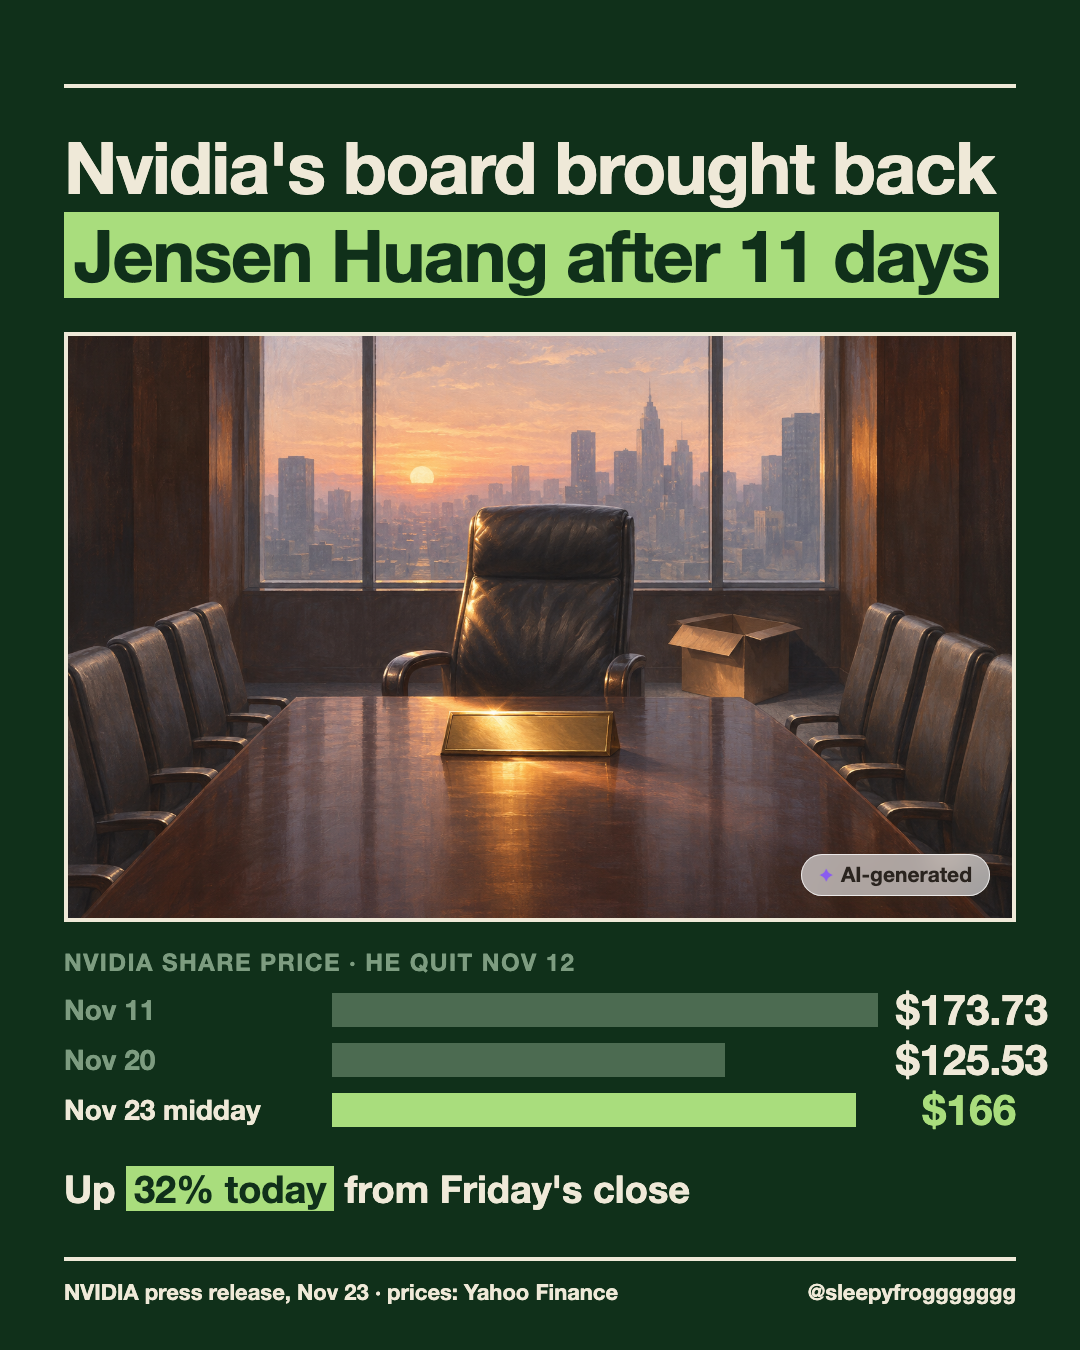 Nvidia's board brought back
Jensen Huang after 11 days
✦ AI-generated
NVIDIA SHARE PRICE · HE QUIT NOV 12
Nov 11 $173.73
Nov 20 $125.53
Nov 23 midday $166
Up 32% today from Friday's close
NVIDIA press release, Nov 23 · prices: Yahoo Finance @sleepyfrogggggggg